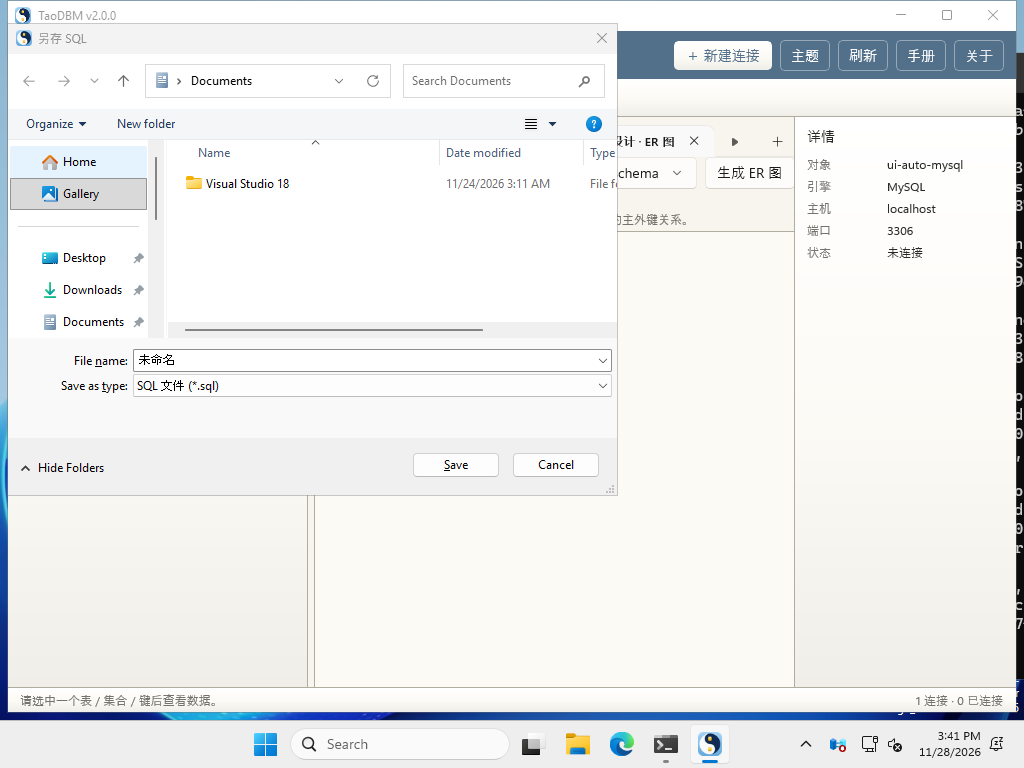 TaoDBM v2.0.0
另存 SQL
+ 新建连接
主题
刷新
手册
关于
Documents
Search Documents
Organize
New folder
?
Home
Gallery
Desktop
Downloads
Documents
Name
Date modified
Type
Visual Studio 18
11/24/2026 3:11 AM
File f
File name:
未命名
Save as type:
SQL 文件 (*.sql)
Hide Folders
Save
Cancel
设计 · ER 图
chema
生成 ER 图
的主外键关系。
详情
对象
ui-auto-mysql
引擎
MySQL
主机
localhost
端口
3306
状态
未连接
请选中一个表 / 集合 / 键后查看数据。
1 连接 · 0 已连接
Search
3:41 PM
11/28/2026